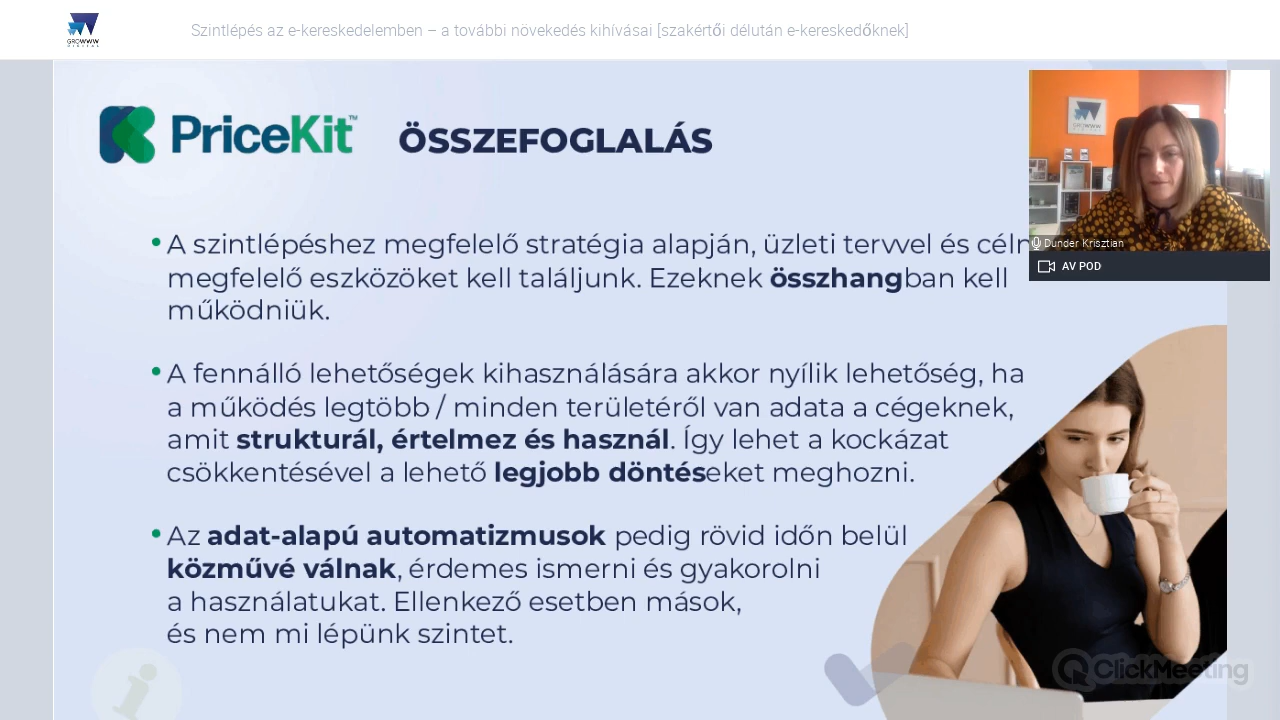 GROWWW
DIGITAL
Szintlépés az e-kereskedelemben – a további növekedés kihívásai [szakértői délután e-kereskedőknek]
PriceKit™
ÖSSZEFOGLALÁS
• A szintlépéshez megfelelő stratégia alapján, üzleti tervvel és céln
megfelelő eszközöket kell találjunk. Ezeknek összhangban kell
működniük.
Dunder Krisztian
AV POD
• A fennálló lehetőségek kihasználására akkor nyílik lehetőség, ha
a működés legtöbb / minden területéről van adata a cégeknek,
amit strukturál, értelmez és használ. Így lehet a kockázat
csökkentésével a lehető legjobb döntéseket meghozni.
• Az adat-alapú automatizmusok pedig rövid időn belül
közművé válnak, érdemes ismerni és gyakorolni
a használatukat. Ellenkező esetben mások,
és nem mi lépünk szintet.
ClickMeeting